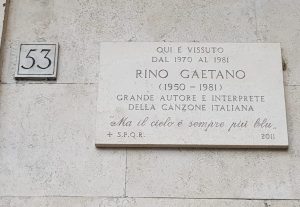 53
QUI E VISSUTO
DAL 1970 AL 1981
RINO GAETANO
(1950 - 1981)
GRANDE AUTORE E INTERPRETE
DELLA CANZONE ITALIANA
"Ma il cielo è sempre più blu"
+ S.P.Q.R. 2011